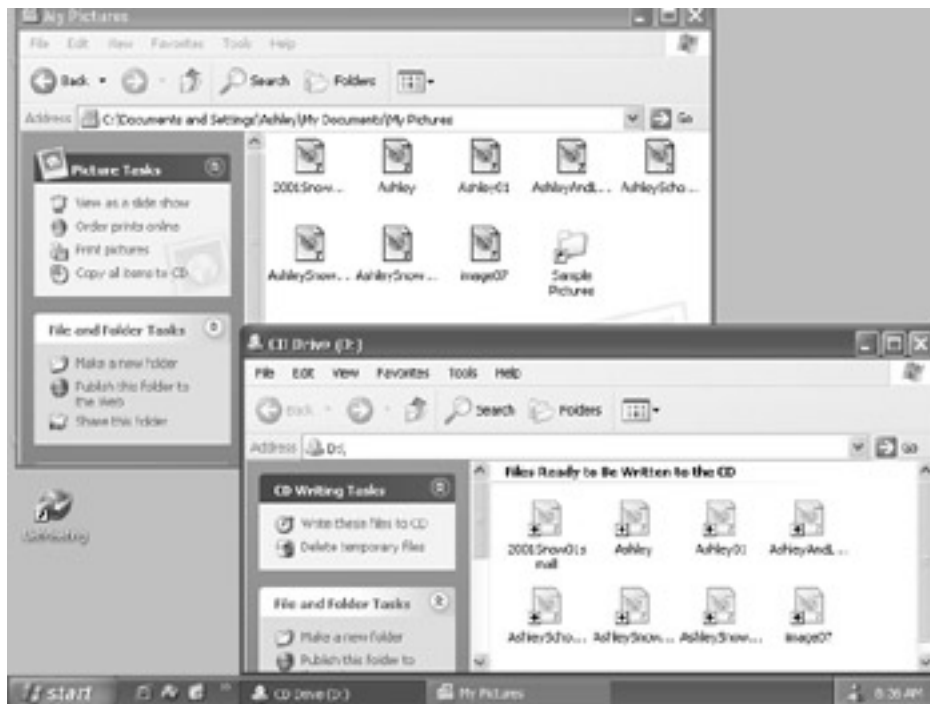 My Pictures
File Edit View Favorites Tools Help
Back Search Folders
Address C:\Documents and Settings\Ashley\My Documents\My Pictures Go
Picture Tasks
View as a slide show
Order prints online
Print pictures
Copy all items to CD
File and Folder Tasks
Make a new folder
Publish this folder to
the Web
Share this folder
2001Snow... Ashley Ashley01 AshleyAndL... AshleyScho...
AshleySnow... AshleySnow... image07 Sample
Pictures
CD Drive (D:)
File Edit View Favorites Tools Help
Back Search Folders
Address D:\ Go
CD Writing Tasks
Write these files to CD
Delete temporary files
File and Folder Tasks
Make a new folder
Publish this folder to
Files Ready to Be Written to the CD
2001Snow01s
mall Ashley Ashley01 AshleyAndL...
AshleyScho... AshleySnow... AshleySnow... image07
start CD Drive (D:) My Pictures 8:36 AM